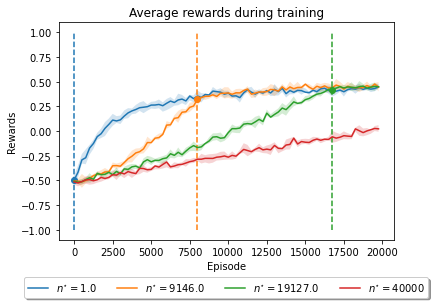 Average rewards during training
1.00
0.75
0.50
0.25
0.00
−0.25
−0.50
−0.75
−1.00
Rewards
0 2500 5000 7500 10000 12500 15000 17500 20000
Episode
n* = 1.0 n* = 9146.0 n* = 19127.0 n* = 40000